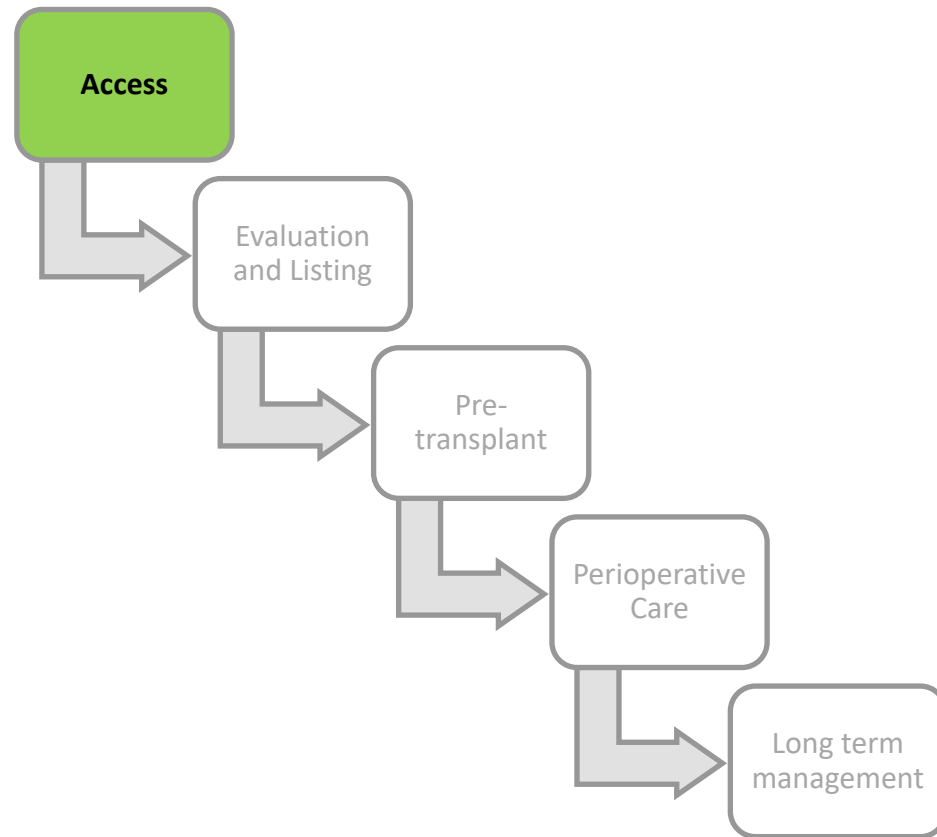 Access
Evaluation
and Listing
Pre-
transplant
Perioperative
Care
Long term
management